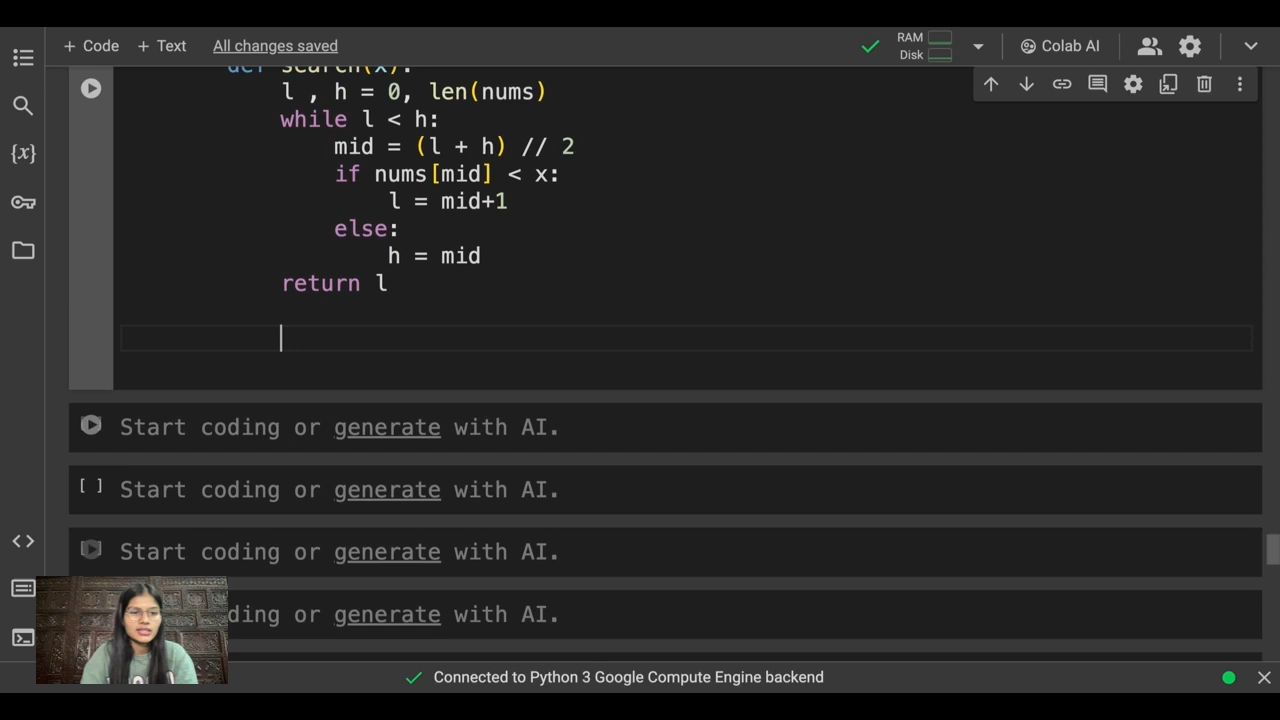 + Code + Text All changes saved RAM Disk Colab AI
def search(x):
l , h = 0, len(nums)
while l < h:
mid = (l + h) // 2
if nums[mid] < x:
l = mid+1
else:
h = mid
return l
Start coding or generate with AI.
[ ] Start coding or generate with AI.
Start coding or generate with AI.
ding or generate with AI.
Connected to Python 3 Google Compute Engine backend